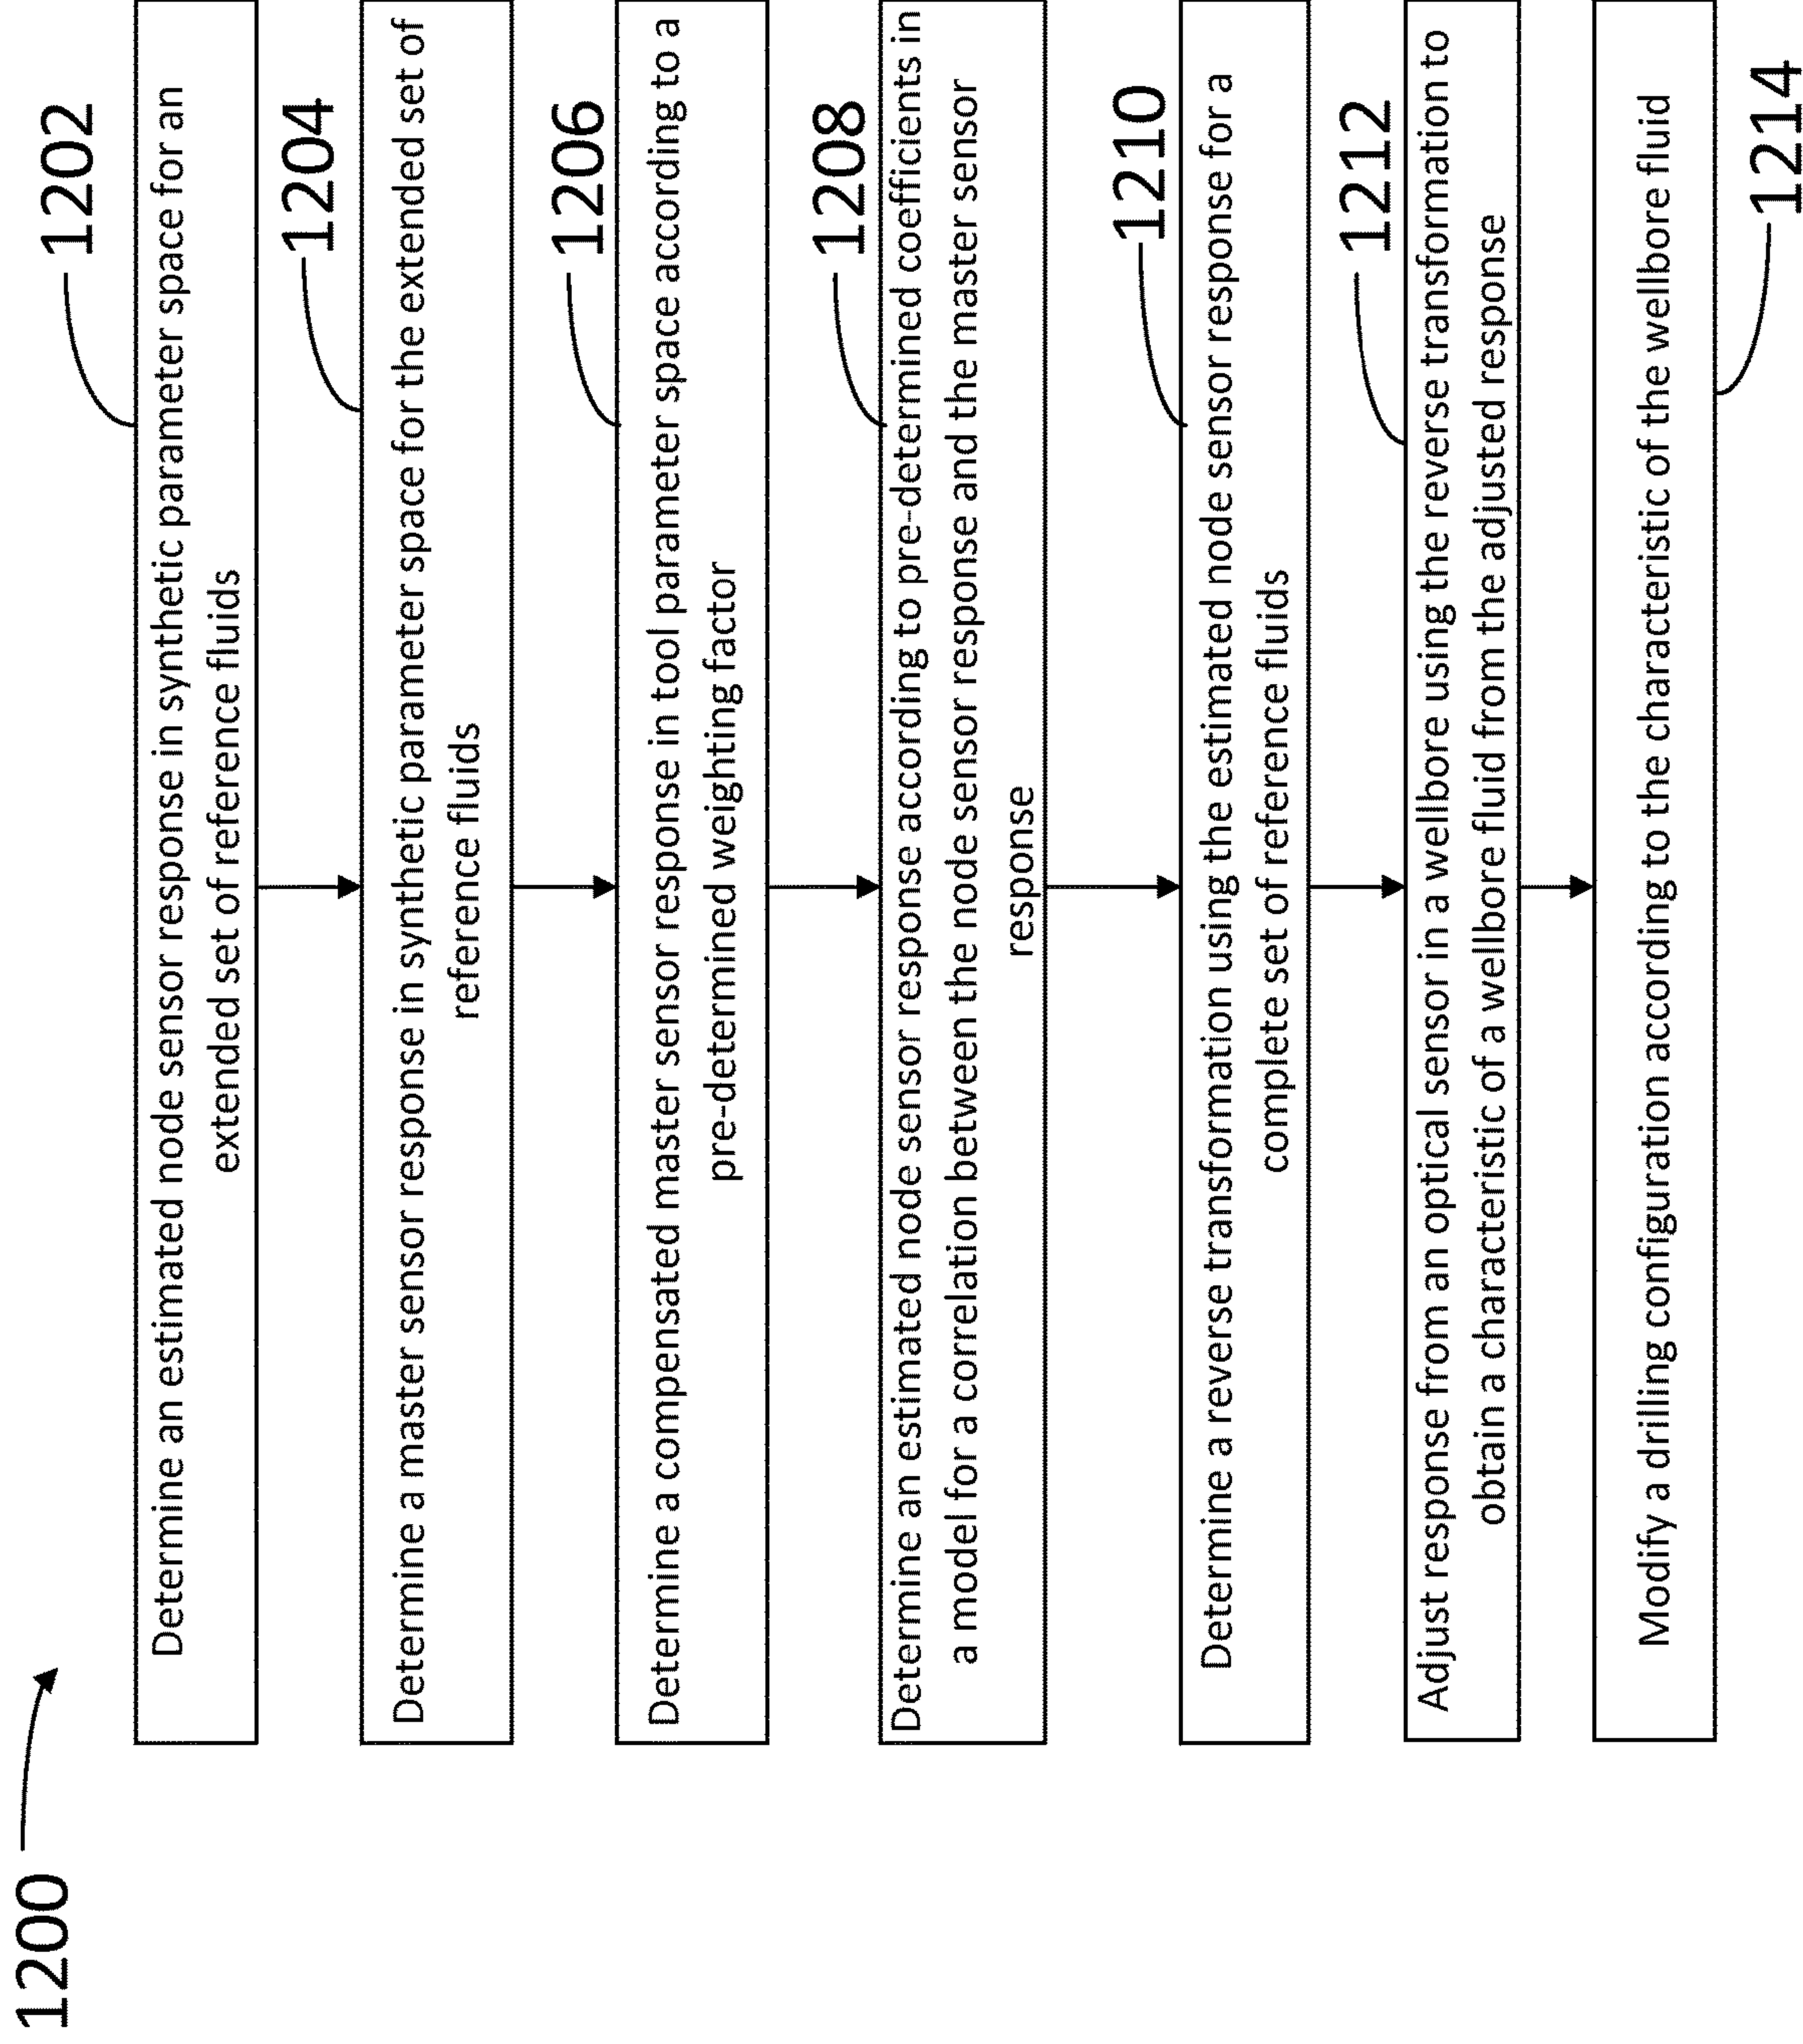 1200
1202
Determine an estimated node sensor response in synthetic parameter space for an
extended set of reference fluids
1204
Determine a master sensor response in synthetic parameter space for the extended set of
reference fluids
1206
Determine a compensated master sensor response in tool parameter space according to a
pre-determined weighting factor
1208
Determine an estimated node sensor response according to pre-determined coefficients in
a model for a correlation between the node sensor response and the master sensor
response
1210
Determine a reverse transformation using the estimated node sensor response for a
complete set of reference fluids
1212
Adjust response from an optical sensor in a wellbore using the reverse transformation to
obtain a characteristic of a wellbore fluid from the adjusted response
Modify a drilling configuration according to the characteristic of the wellbore fluid
1214